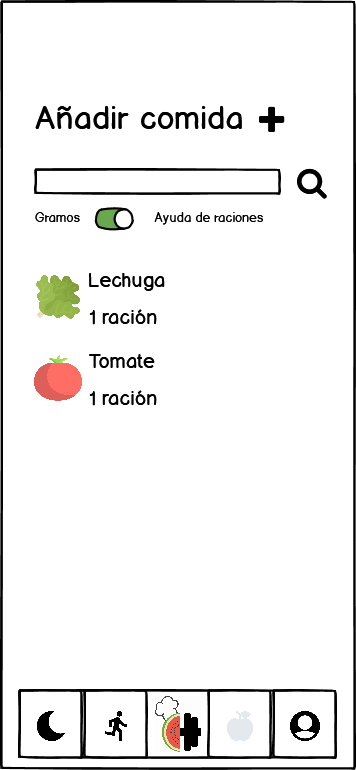 Añadir comida
Gramos Ayuda de raciones
Lechuga
1 ración
Tomate
1 ración